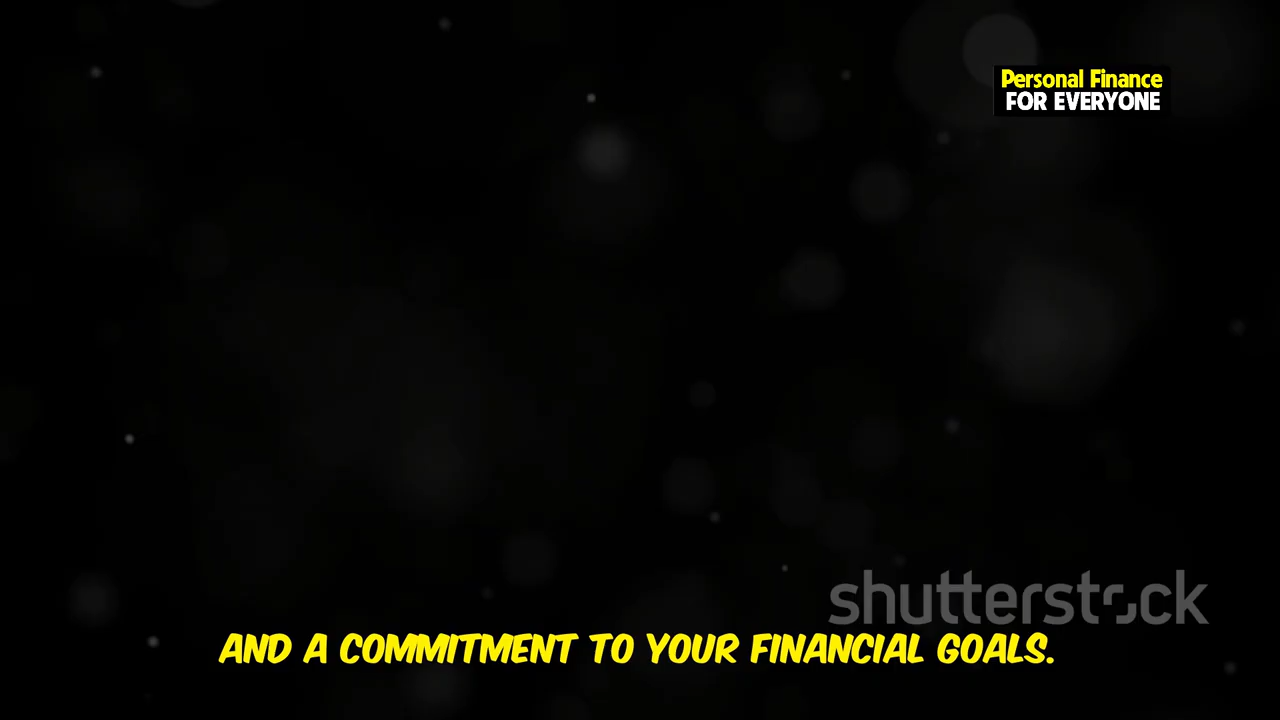 Personal Finance
FOR EVERYONE
shutterstock
AND A COMMITMENT TO YOUR FINANCIAL GOALS.